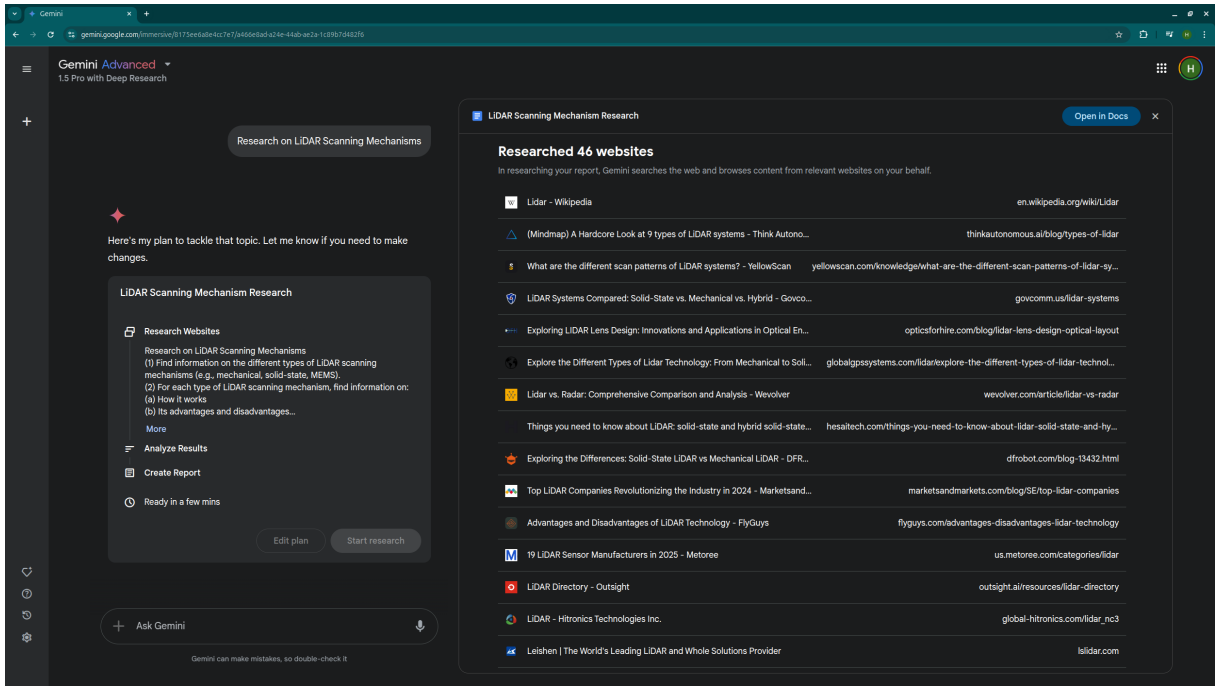 Gemini
gemini.google.com/immersive/8175ee6a8e4cc7e7/a466e8ad-a24e-44ab-ae2a-1c89b7d482f6
Gemini Advanced
1.5 Pro with Deep Research
H
Research on LiDAR Scanning Mechanisms
Here's my plan to tackle that topic. Let me know if you need to make
changes.
LiDAR Scanning Mechanism Research
Research Websites
Research on LiDAR Scanning Mechanisms
(1) Find information on the different types of LiDAR scanning
mechanisms (e.g., mechanical, solid-state, MEMS).
(2) For each type of LiDAR scanning mechanism, find information on:
(a) How it works
(b) Its advantages and disadvantages...
More
Analyze Results
Create Report
Ready in a few mins
Edit plan Start research
Ask Gemini
Gemini can make mistakes, so double-check it
LiDAR Scanning Mechanism Research Open in Docs
Researched 46 websites
In researching your report, Gemini searches the web and browses content from relevant websites on your behalf.
Lidar - Wikipedia en.wikipedia.org/wiki/Lidar
(Mindmap) A Hardcore Look at 9 types of LiDAR systems - Think Autono... thinkautonomous.ai/blog/types-of-lidar
What are the different scan patterns of LiDAR systems? - YellowScan yellowscan.com/knowledge/what-are-the-different-scan-patterns-of-lidar-sy...
LiDAR Systems Compared: Solid-State vs. Mechanical vs. Hybrid - Govco... govcomm.us/lidar-systems
Exploring LIDAR Lens Design: Innovations and Applications in Optical En... opticsforhire.com/blog/lidar-lens-design-optical-layout
Explore the Different Types of Lidar Technology: From Mechanical to Soli... globalgpssystems.com/lidar/explore-the-different-types-of-lidar-technol...
Lidar vs. Radar: Comprehensive Comparison and Analysis - Wevolver wevolver.com/article/lidar-vs-radar
Things you need to know about LiDAR: solid-state and hybrid solid-state... hesaitech.com/things-you-need-to-know-about-lidar-solid-state-and-hy...
Exploring the Differences: Solid-State LiDAR vs Mechanical LiDAR - DFR... dfrobot.com/blog-13432.html
Top LiDAR Companies Revolutionizing the Industry in 2024 - Marketsand... marketsandmarkets.com/blog/SE/top-lidar-companies
Advantages and Disadvantages of LiDAR Technology - FlyGuys flyguys.com/advantages-disadvantages-lidar-technology
19 LiDAR Sensor Manufacturers in 2025 - Metoree us.metoree.com/categories/lidar
LiDAR Directory - Outsight outsight.ai/resources/lidar-directory
LiDAR - Hitronics Technologies Inc. global-hitronics.com/lidar_nc3
Leishen | The World's Leading LiDAR and Whole Solutions Provider lslidar.com